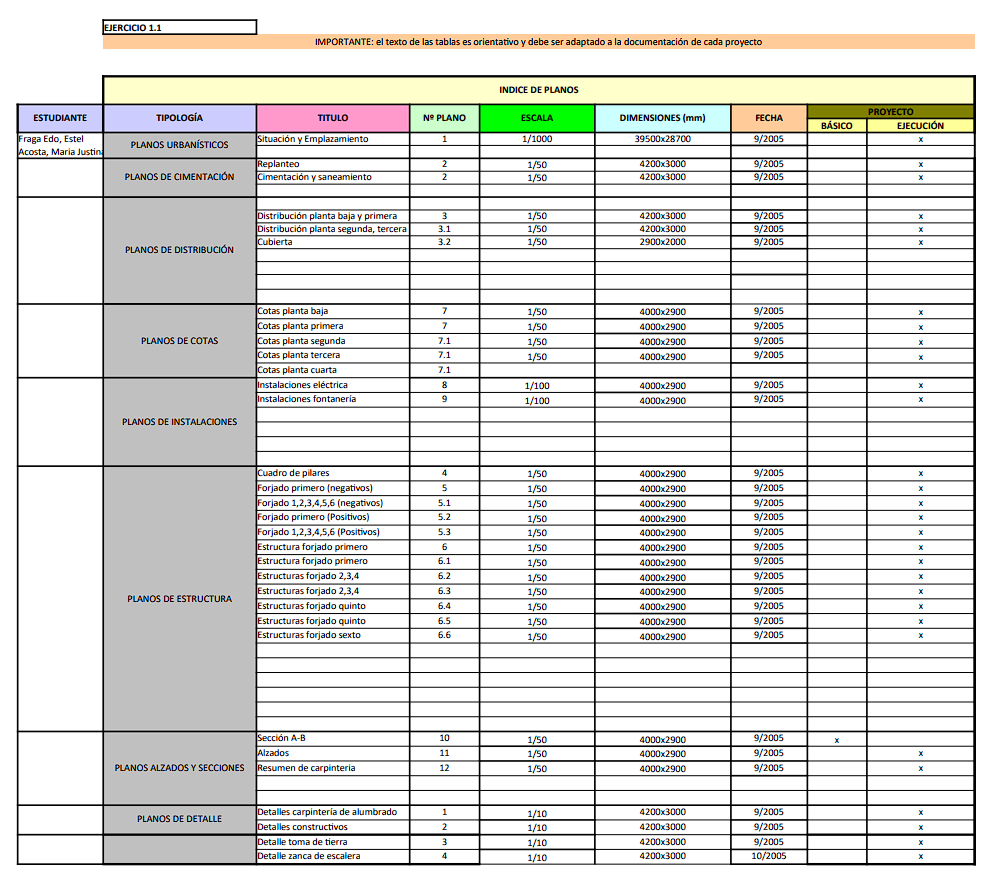 EJERCICIO 1.1
IMPORTANTE: el texto de las tablas es orientativo y debe ser adaptado a la documentación de cada proyecto
INDICE DE PLANOS
ESTUDIANTE TIPOLOGÍA TITULO Nº PLANO ESCALA DIMENSIONES (mm) FECHA PROYECTO
BÁSICO EJECUCIÓN
Fraga Edo, Estel
Acosta, Maria Justina
PLANOS URBANÍSTICOS
Situación y Emplazamiento 1 1/1000 39500x28700 9/2005 x
PLANOS DE CIMENTACIÓN
Replanteo 2 1/50 4200x3000 9/2005 x
Cimentación y saneamiento 2 1/50 4200x3000 9/2005 x
PLANOS DE DISTRIBUCIÓN
Distribución planta baja y primera 3 1/50 4200x3000 9/2005 x
Distribución planta segunda, tercera 3.1 1/50 4200x3000 9/2005 x
Cubierta 3.2 1/50 2900x2000 9/2005 x
PLANOS DE COTAS
Cotas planta baja 7 1/50 4000x2900 9/2005 x
Cotas planta primera 7 1/50 4000x2900 9/2005 x
Cotas planta segunda 7.1 1/50 4000x2900 9/2005 x
Cotas planta tercera 7.1 1/50 4000x2900 9/2005 x
Cotas planta cuarta 7.1
PLANOS DE INSTALACIONES
Instalaciones eléctrica 8 1/100 4000x2900 9/2005 x
Instalaciones fontanería 9 1/100 4000x2900 9/2005 x
PLANOS DE ESTRUCTURA
Cuadro de pilares 4 1/50 4000x2900 9/2005 x
Forjado primero (negativos) 5 1/50 4000x2900 9/2005 x
Forjado 1,2,3,4,5,6 (negativos) 5.1 1/50 4000x2900 9/2005 x
Forjado primero (Positivos) 5.2 1/50 4000x2900 9/2005 x
Forjado 1,2,3,4,5,6 (Positivos) 5.3 1/50 4000x2900 9/2005 x
Estructura forjado primero 6 1/50 4000x2900 9/2005 x
Estructura forjado primero 6.1 1/50 4000x2900 9/2005 x
Estructuras forjado 2,3,4 6.2 1/50 4000x2900 9/2005 x
Estructuras forjado 2,3,4 6.3 1/50 4000x2900 9/2005 x
Estructuras forjado quinto 6.4 1/50 4000x2900 9/2005 x
Estructuras forjado quinto 6.5 1/50 4000x2900 9/2005 x
Estructuras forjado sexto 6.6 1/50 4000x2900 9/2005 x
PLANOS ALZADOS Y SECCIONES
Sección A-B 10 1/50 4000x2900 9/2005 x
Alzados 11 1/50 4000x2900 9/2005 x
Resumen de carpinteria 12 1/50 4000x2900 9/2005 x
PLANOS DE DETALLE
Detalles carpintería de alumbrado 1 1/10 4200x3000 9/2005 x
Detalles constructivos 2 1/10 4200x3000 9/2005 x
Detalle toma de tierra 3 1/10 4200x3000 9/2005 x
Detalle zanca de escalera 4 1/10 4200x3000 10/2005 x